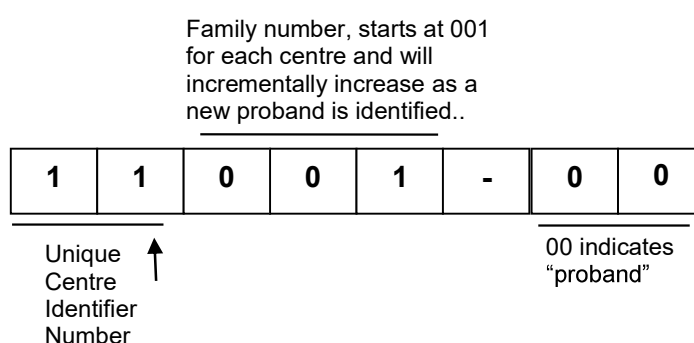 Family number, starts at 001
for each centre and will
incrementally increase as a
new proband is identified..
1 1 0 0 1 - 0 0
Unique
Centre
Identifier
Number
00 indicates
“proband”